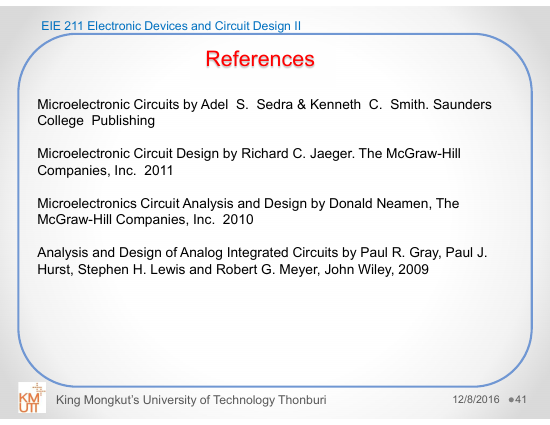 EIE 211 Electronic Devices and Circuit Design II
References
Microelectronic Circuits by Adel S. Sedra & Kenneth C. Smith. Saunders
College Publishing
Microelectronic Circuit Design by Richard C. Jaeger. The McGraw-Hill
Companies, Inc. 2011
Microelectronics Circuit Analysis and Design by Donald Neamen, The
McGraw-Hill Companies, Inc. 2010
Analysis and Design of Analog Integrated Circuits by Paul R. Gray, Paul J.
Hurst, Stephen H. Lewis and Robert G. Meyer, John Wiley, 2009
KM
UTT
King Mongkut's University of Technology Thonburi
12/8/2016 ●41